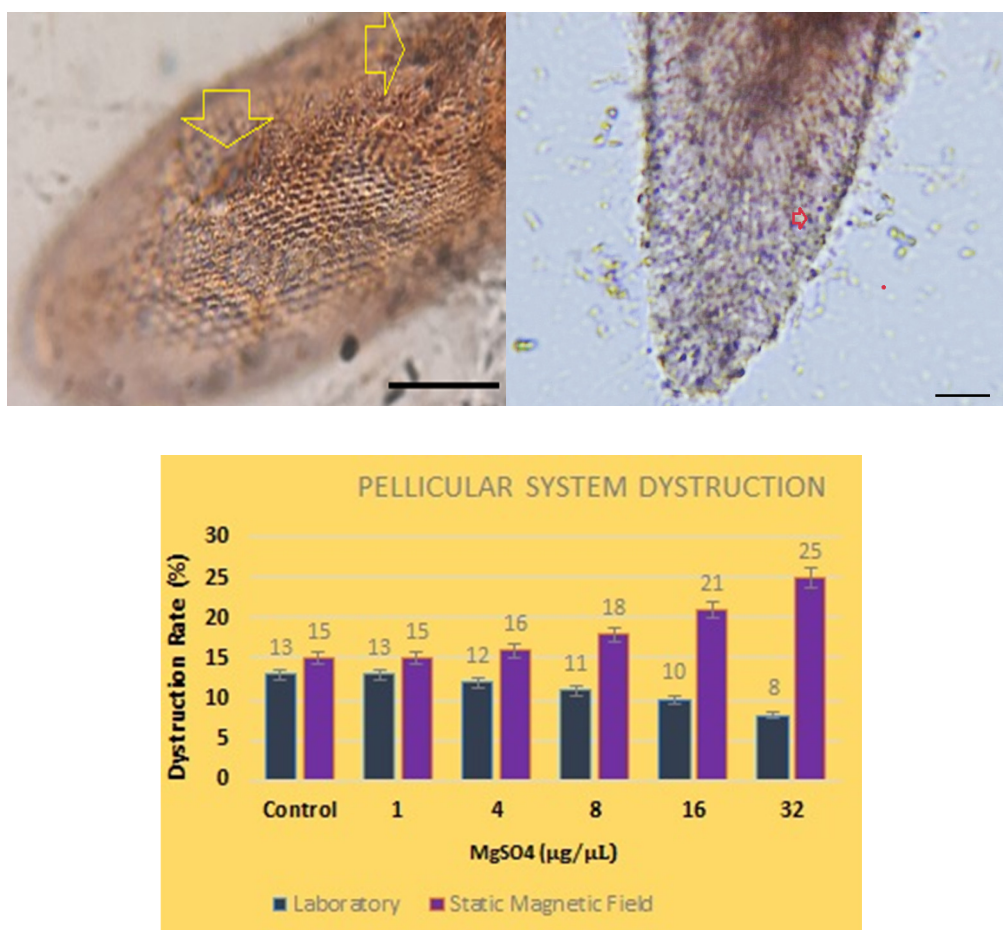 PELLICULAR SYSTEM DYSTRUCTION
Dystruction Rate (%)
30
25
20
15
10
5
0
13 15 13 15 12 16 11 18 10 21 8 25
Control 1 4 8 16 32
MgSO4 (µg/µL)
Laboratory Static Magnetic Field